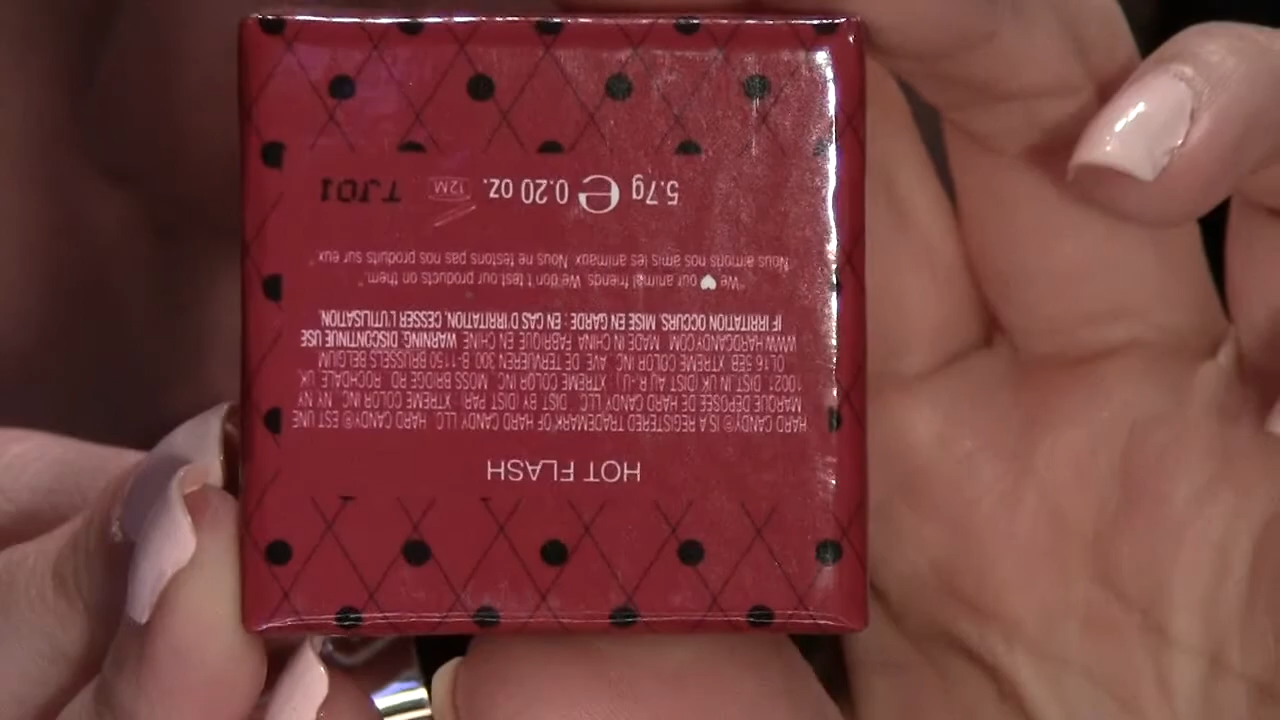 HOT FLASH
HARD CANDY® IS A REGISTERED TRADEMARK OF HARD CANDY LLC. HARD CANDY® EST UNE
MARQUE DÉPOSÉE DE HARD CANDY LLC. DIST BY DIST PAR: XTREME COLOR INC. NY NY
10021 DIST. IN UK (DIST AU R.-U.) XTREME COLOR INC. MOSS BRIDGE RD. ROCHDALE UK
OL16 5EB XTREME COLOR INC. AVE DE TERVUEREN 300 B-1150 BRUSSELS BELGIUM
WWW.HARDCANDY.COM MADE IN CHINA FABRIQUÉ EN CHINE WARNING: DISCONTINUE USE
IF IRRITATION OCCURS. MISE EN GARDE : EN CAS D'IRRITATION, CESSER L'UTILISATION.
"We ♥ our animal friends. We don't test our products on them."
Nous aimons nos amis les animaux. Nous ne testons pas nos produits sur eux."
5.7g e 0.20 oz. 12M TJ01